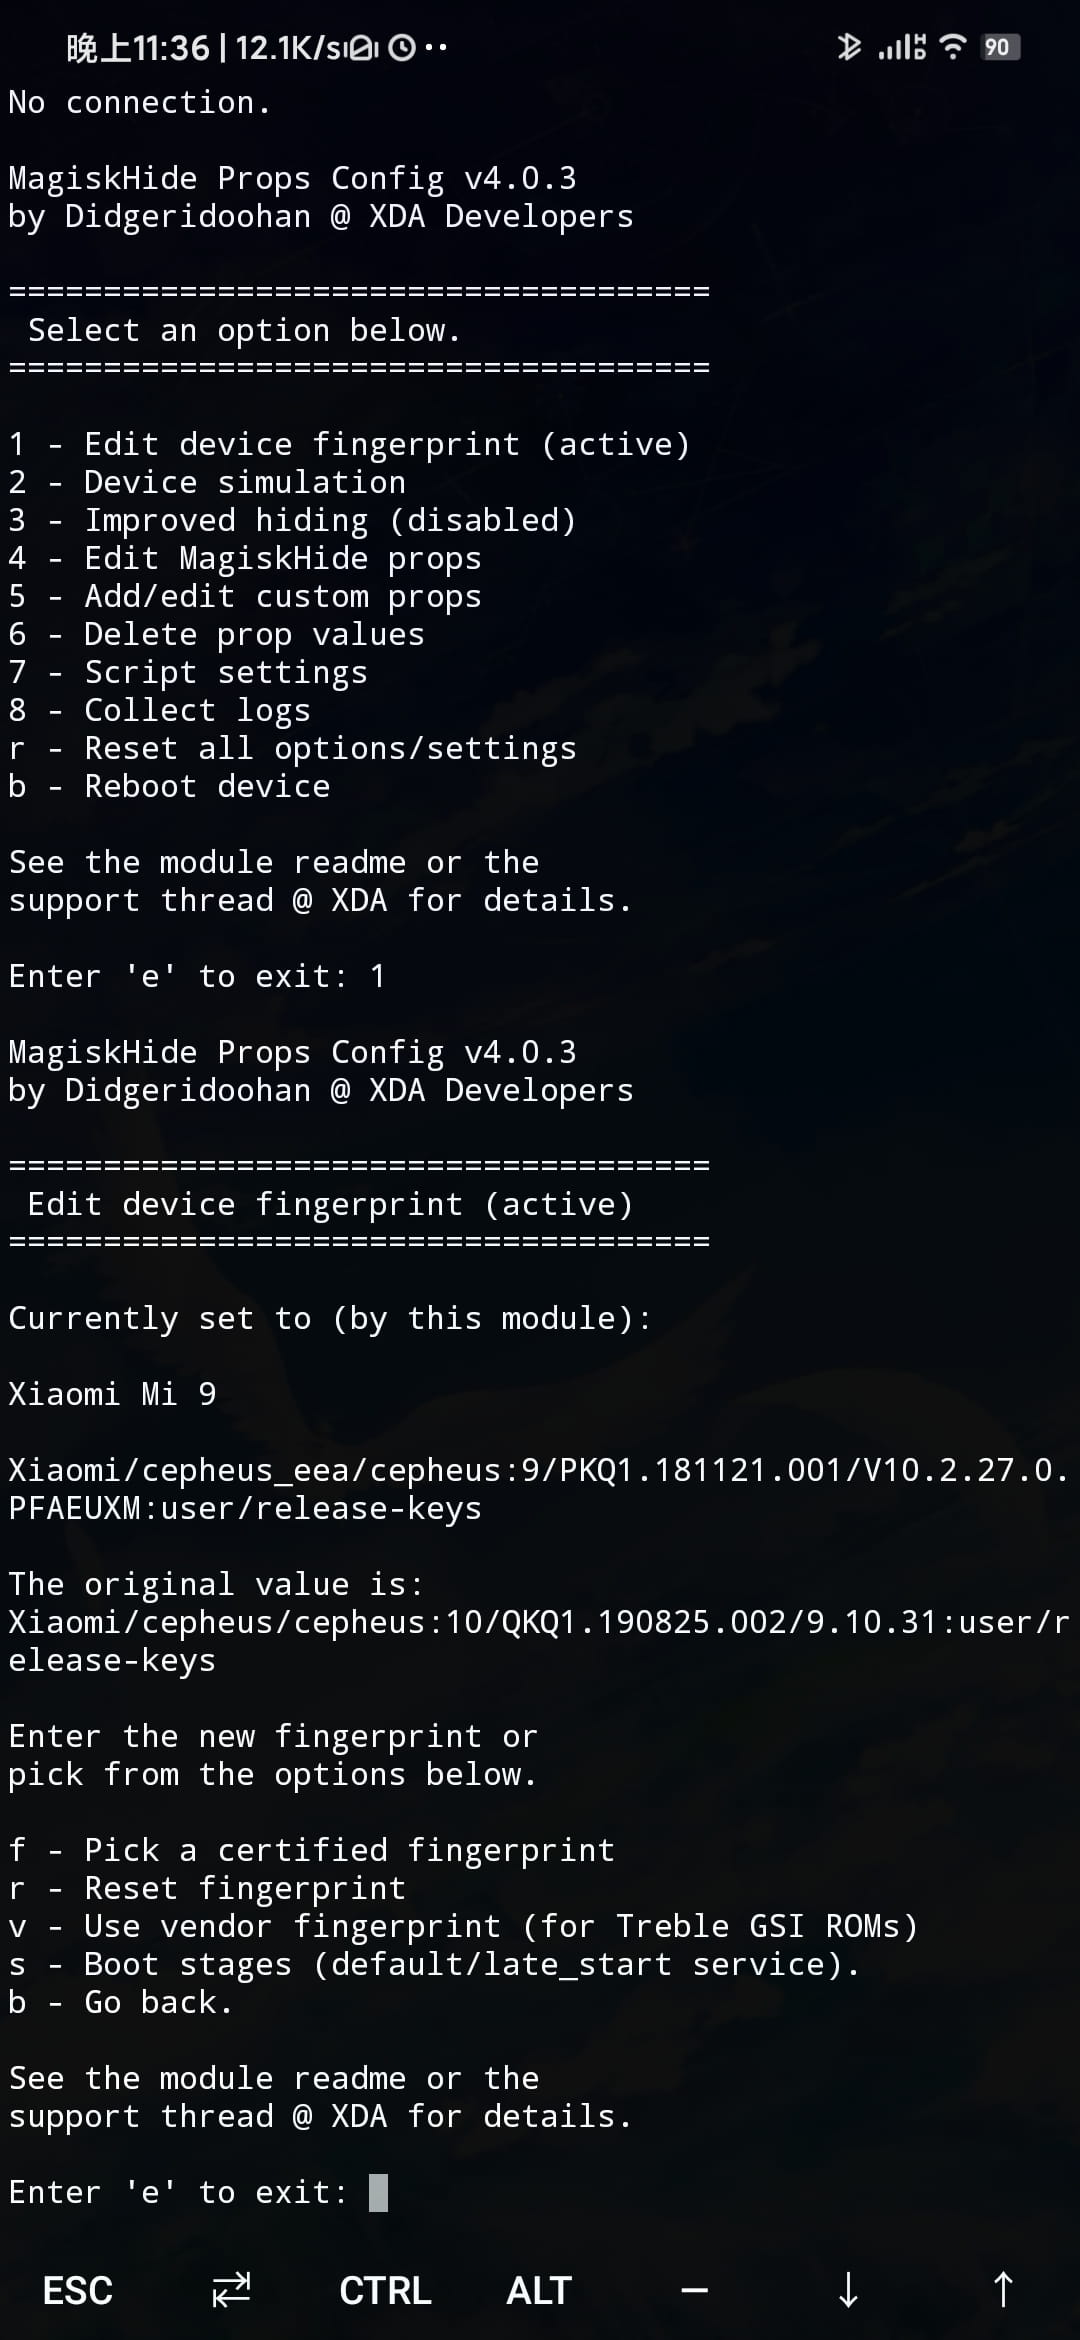 晚上11:36 | 12.1K/s
90
No connection.
MagiskHide Props Config v4.0.3
by Didgeridoohan @ XDA Developers
=====================================
Select an option below.
=====================================
1 - Edit device fingerprint (active)
2 - Device simulation
3 - Improved hiding (disabled)
4 - Edit MagiskHide props
5 - Add/edit custom props
6 - Delete prop values
7 - Script settings
8 - Collect logs
r - Reset all options/settings
b - Reboot device
See the module readme or the
support thread @ XDA for details.
Enter 'e' to exit: 1
MagiskHide Props Config v4.0.3
by Didgeridoohan @ XDA Developers
=====================================
Edit device fingerprint (active)
=====================================
Currently set to (by this module):
Xiaomi Mi 9
Xiaomi/cepheus_eea/cepheus:9/PKQ1.181121.001/V10.2.27.0.
PFAEUXM:user/release-keys
The original value is:
Xiaomi/cepheus/cepheus:10/QKQ1.190825.002/9.10.31:user/r
elease-keys
Enter the new fingerprint or
pick from the options below.
f - Pick a certified fingerprint
r - Reset fingerprint
v - Use vendor fingerprint (for Treble GSI ROMs)
s - Boot stages (default/late_start service).
b - Go back.
See the module readme or the
support thread @ XDA for details.
Enter 'e' to exit:
ESC CTRL ALT — ↓ ↑